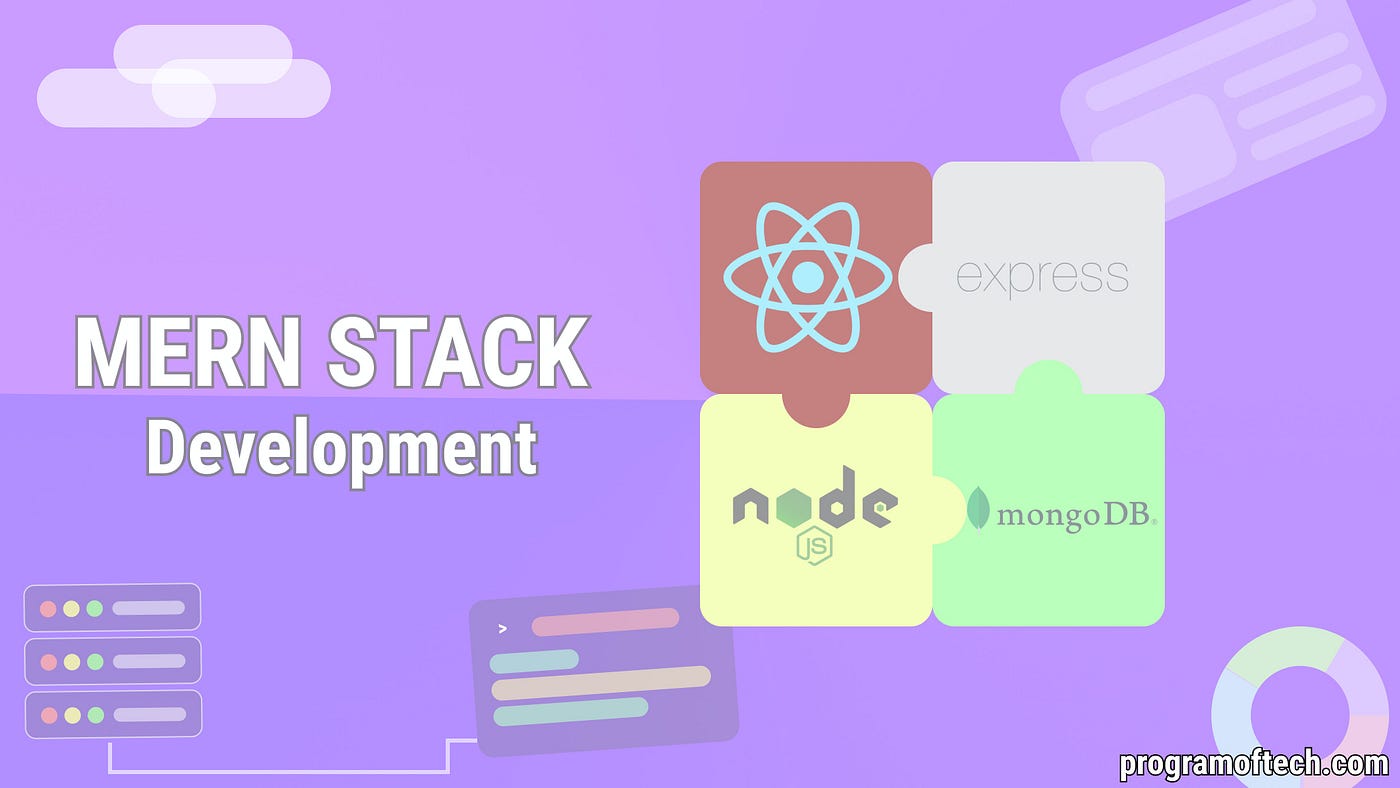 MERN STACK
Development
express
node
JS
mongoDB®
>
programoftech.com